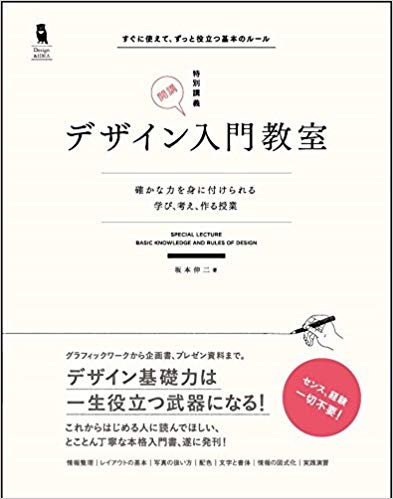 Design
&IDEA
すぐに使えて、ずっと役立つ基本のルール
特別講義
開講
デザイン入門教室
確かな力を身に付けられる
学び、考え、作る授業
SPECIAL LECTURE
BASIC KNOWLEDGE AND RULES OF DESIGN
坂本伸二 著
グラフィックワークから企画書、プレゼン資料まで。
デザイン基礎力は
一生役立つ武器になる!
これからはじめる人に読んでほしい、
とことん丁寧な本格入門書、遂に発刊!
センス、経験
一切不要!
情報整理|レイアウトの基本|写真の扱い方|配色|文字と書体|情報の図式化|実践演習